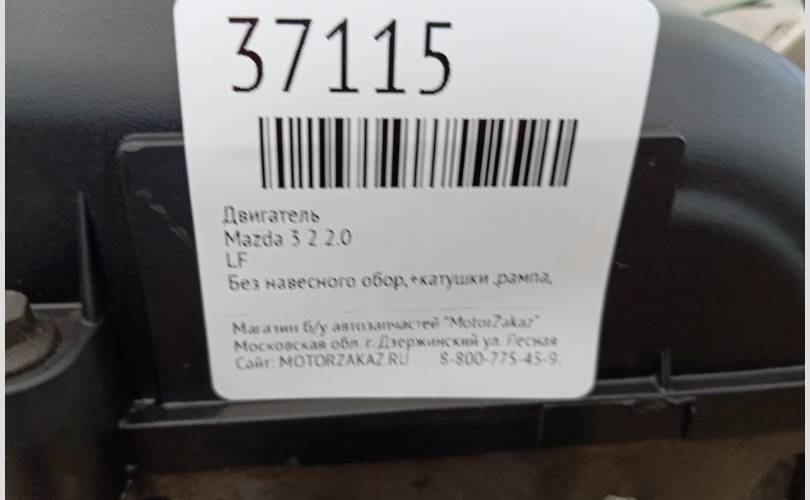 37115
Двигатель
Mazda 3 2 2.0
LF
Без навесного обор,+катушки ,рампа,
Магазин б/у автозапчастей "MotorZakaz"
Московская обл. г. Дзержинский ул. Лесная
Сайт: MOTORZAKAZ.RU 8-800-775-45-9